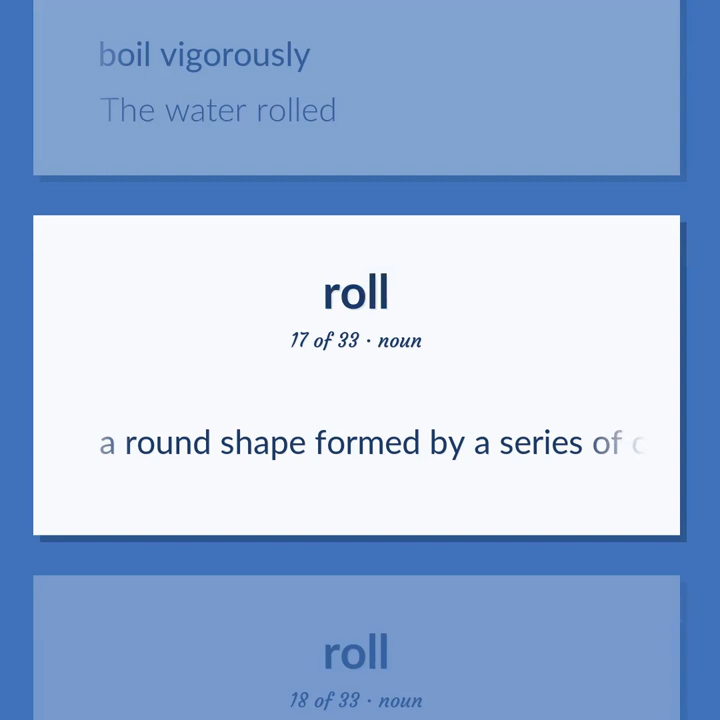 boil vigorously
The water rolled
roll
17 of 33 · noun
a round shape formed by a series of
roll
18 of 33 · noun